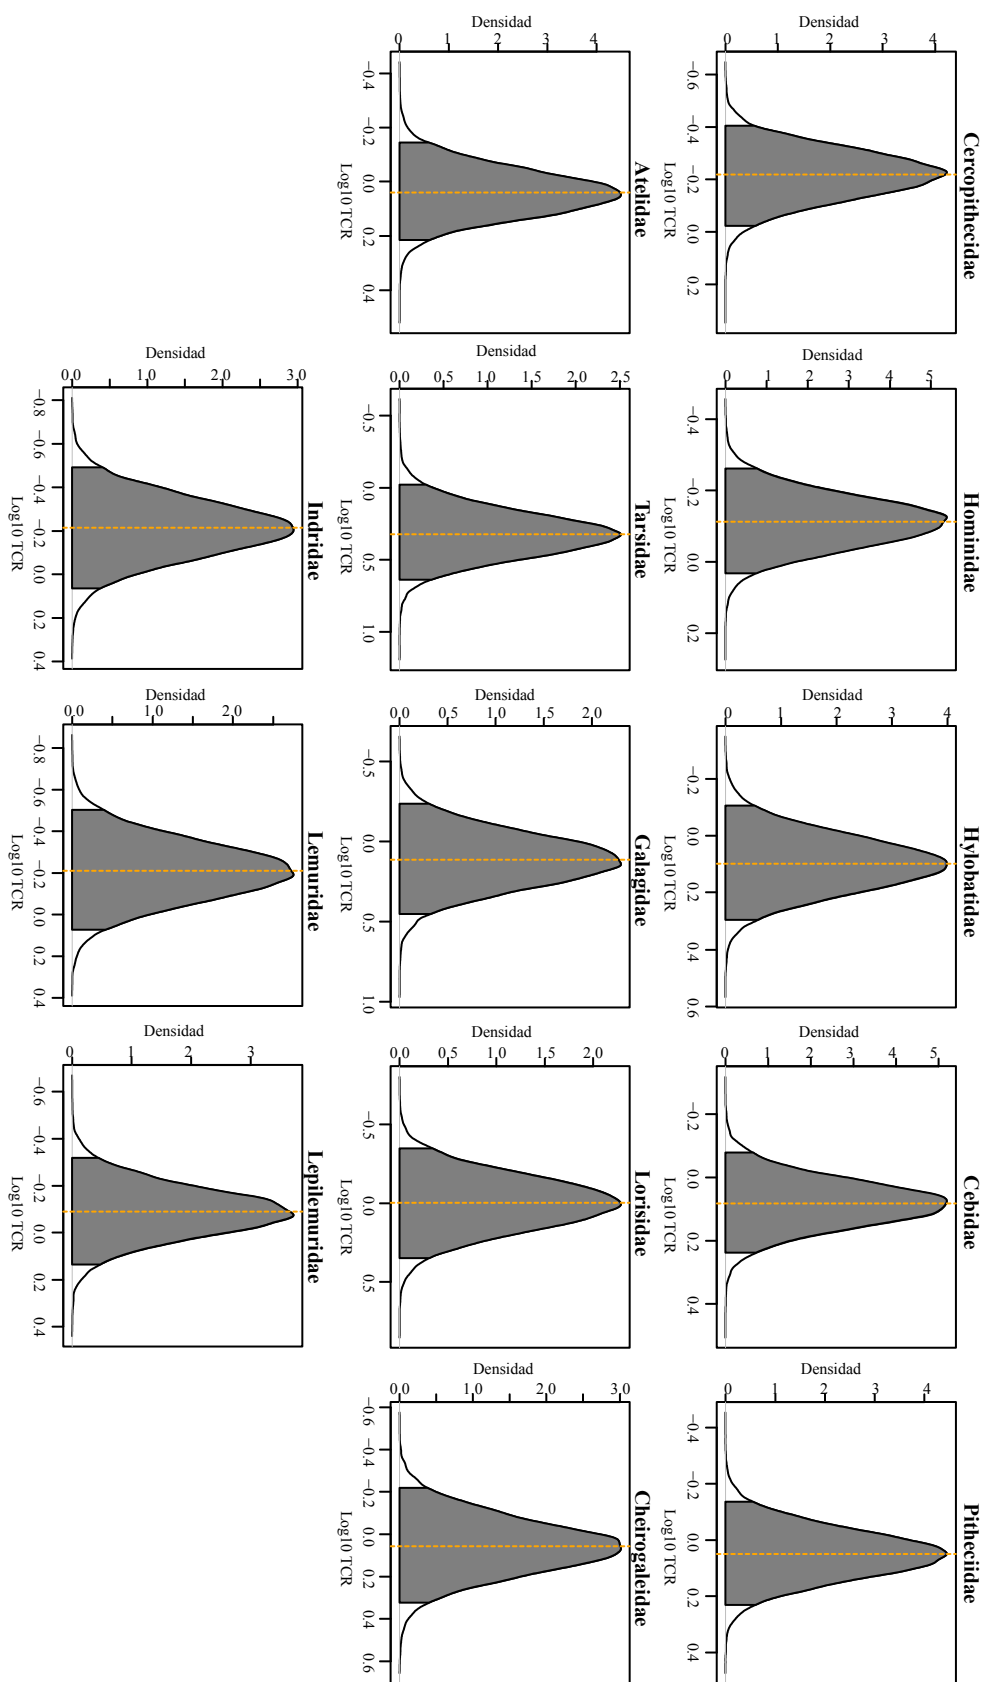 Cercopithecidae
Densidad
0 1 2 3 4
−0.6 −0.4 −0.2 0.0 0.2
Log10 TCR
Hominidae
Densidad
0 1 2 3 4 5
−0.4 −0.2 0.0 0.2
Log10 TCR
Hylobatidae
Densidad
0 1 2 3 4
−0.2 0.0 0.2 0.4 0.6
Log10 TCR
Cebidae
Densidad
0 1 2 3 4 5
−0.2 0.0 0.2 0.4
Log10 TCR
Pitheciidae
Densidad
0 1 2 3 4
−0.4 −0.2 0.0 0.2 0.4
Log10 TCR
Atelidae
Densidad
0 1 2 3 4
−0.4 −0.2 0.0 0.2 0.4
Log10 TCR
Tarsidae
Densidad
0.0 0.5 1.0 1.5 2.0 2.5
−0.5 0.0 0.5 1.0
Log10 TCR
Galagidae
Densidad
0.0 0.5 1.0 1.5 2.0
−0.5 0.0 0.5 1.0
Log10 TCR
Lorisidae
Densidad
0.0 0.5 1.0 1.5 2.0
−0.5 0.0 0.5
Log10 TCR
Cheirogaleidae
Densidad
0.0 1.0 2.0 3.0
−0.6 −0.4 −0.2 0.0 0.2 0.4 0.6
Log10 TCR
Indridae
Densidad
0.0 1.0 2.0 3.0
−0.8 −0.6 −0.4 −0.2 0.0 0.2 0.4
Log10 TCR
Lemuridae
Densidad
0.0 1.0 2.0
−0.8 −0.6 −0.4 −0.2 0.0 0.2 0.4
Log10 TCR
Lepilemuridae
Densidad
0 1 2 3
−0.6 −0.4 −0.2 0.0 0.2 0.4
Log10 TCR